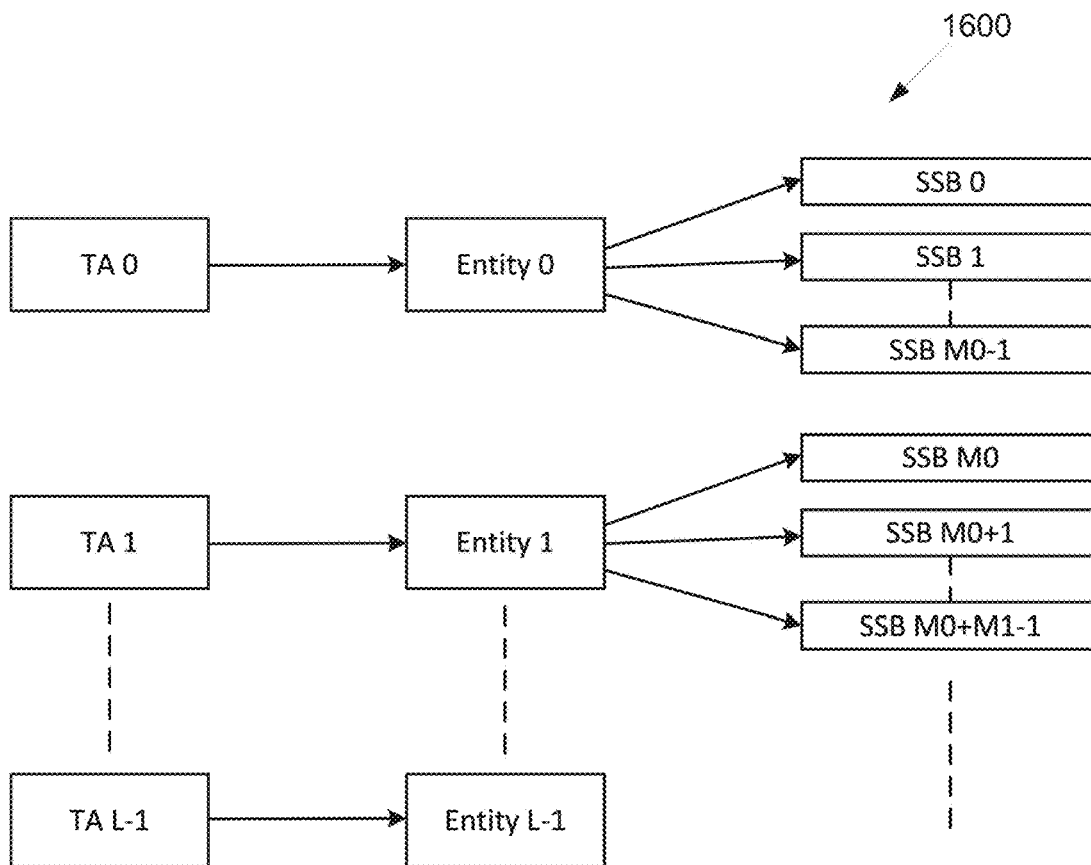 1600
SSB 0
TA 0
Entity 0
SSB 1
SSB M0-1
SSB M0
TA 1
Entity 1
SSB M0+1
SSB M0+M1-1
TA L-1
Entity L-1